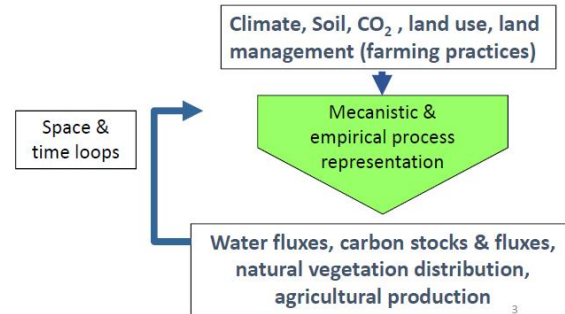 Climate, Soil, CO₂ , land use, land
management (farming practices)
Space &
time loops
Mecanistic &
empirical process
representation
Water fluxes, carbon stocks & fluxes,
natural vegetation distribution,
agricultural production
3